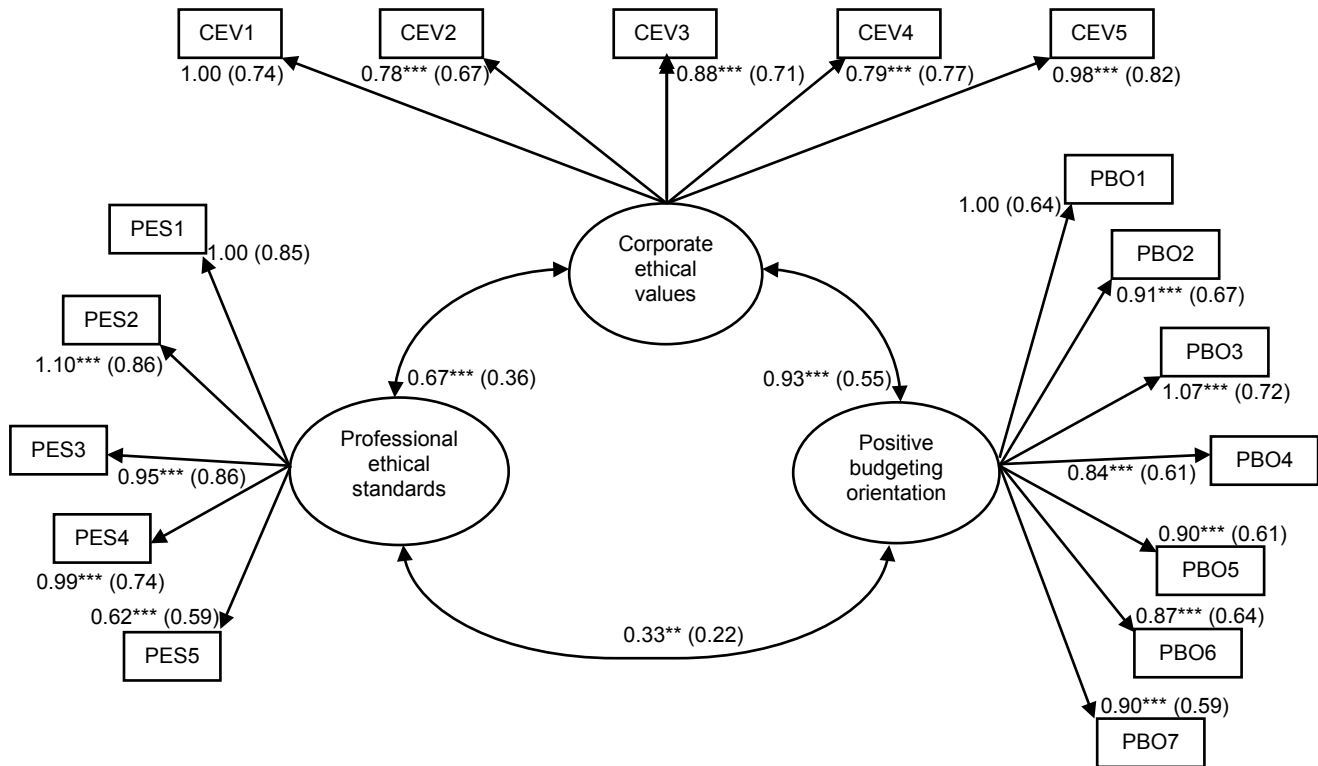 CEV1
CEV2
CEV3
CEV4
CEV5
1.00 (0.74)
0.78*** (0.67)
0.88*** (0.71)
0.79*** (0.77)
0.98*** (0.82)
PBO1
1.00 (0.64)
PES1
1.00 (0.85)
Corporate
ethical
values
PBO2
0.91*** (0.67)
PES2
1.10*** (0.86)
PBO3
1.07*** (0.72)
0.67*** (0.36)
0.93*** (0.55)
PES3
0.95*** (0.86)
Professional
ethical
standards
Positive
budgeting
orientation
PBO4
0.84*** (0.61)
PES4
0.99*** (0.74)
0.90*** (0.61)
PBO5
0.62*** (0.59)
PES5
0.33** (0.22)
0.87*** (0.64)
PBO6
0.90*** (0.59)
PBO7